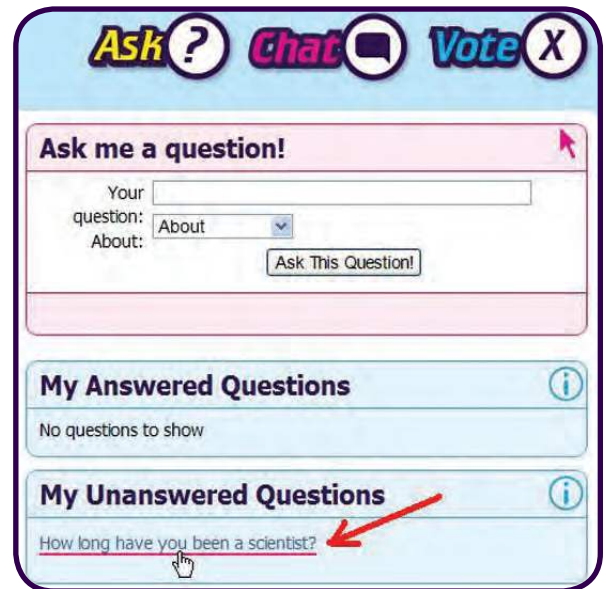 Ask ? Chat Vote X
Ask me a question!
Your question:
About:
About
Ask This Question!
My Answered Questions
i
No questions to show
My Unanswered Questions
i
How long have you been a scientist?